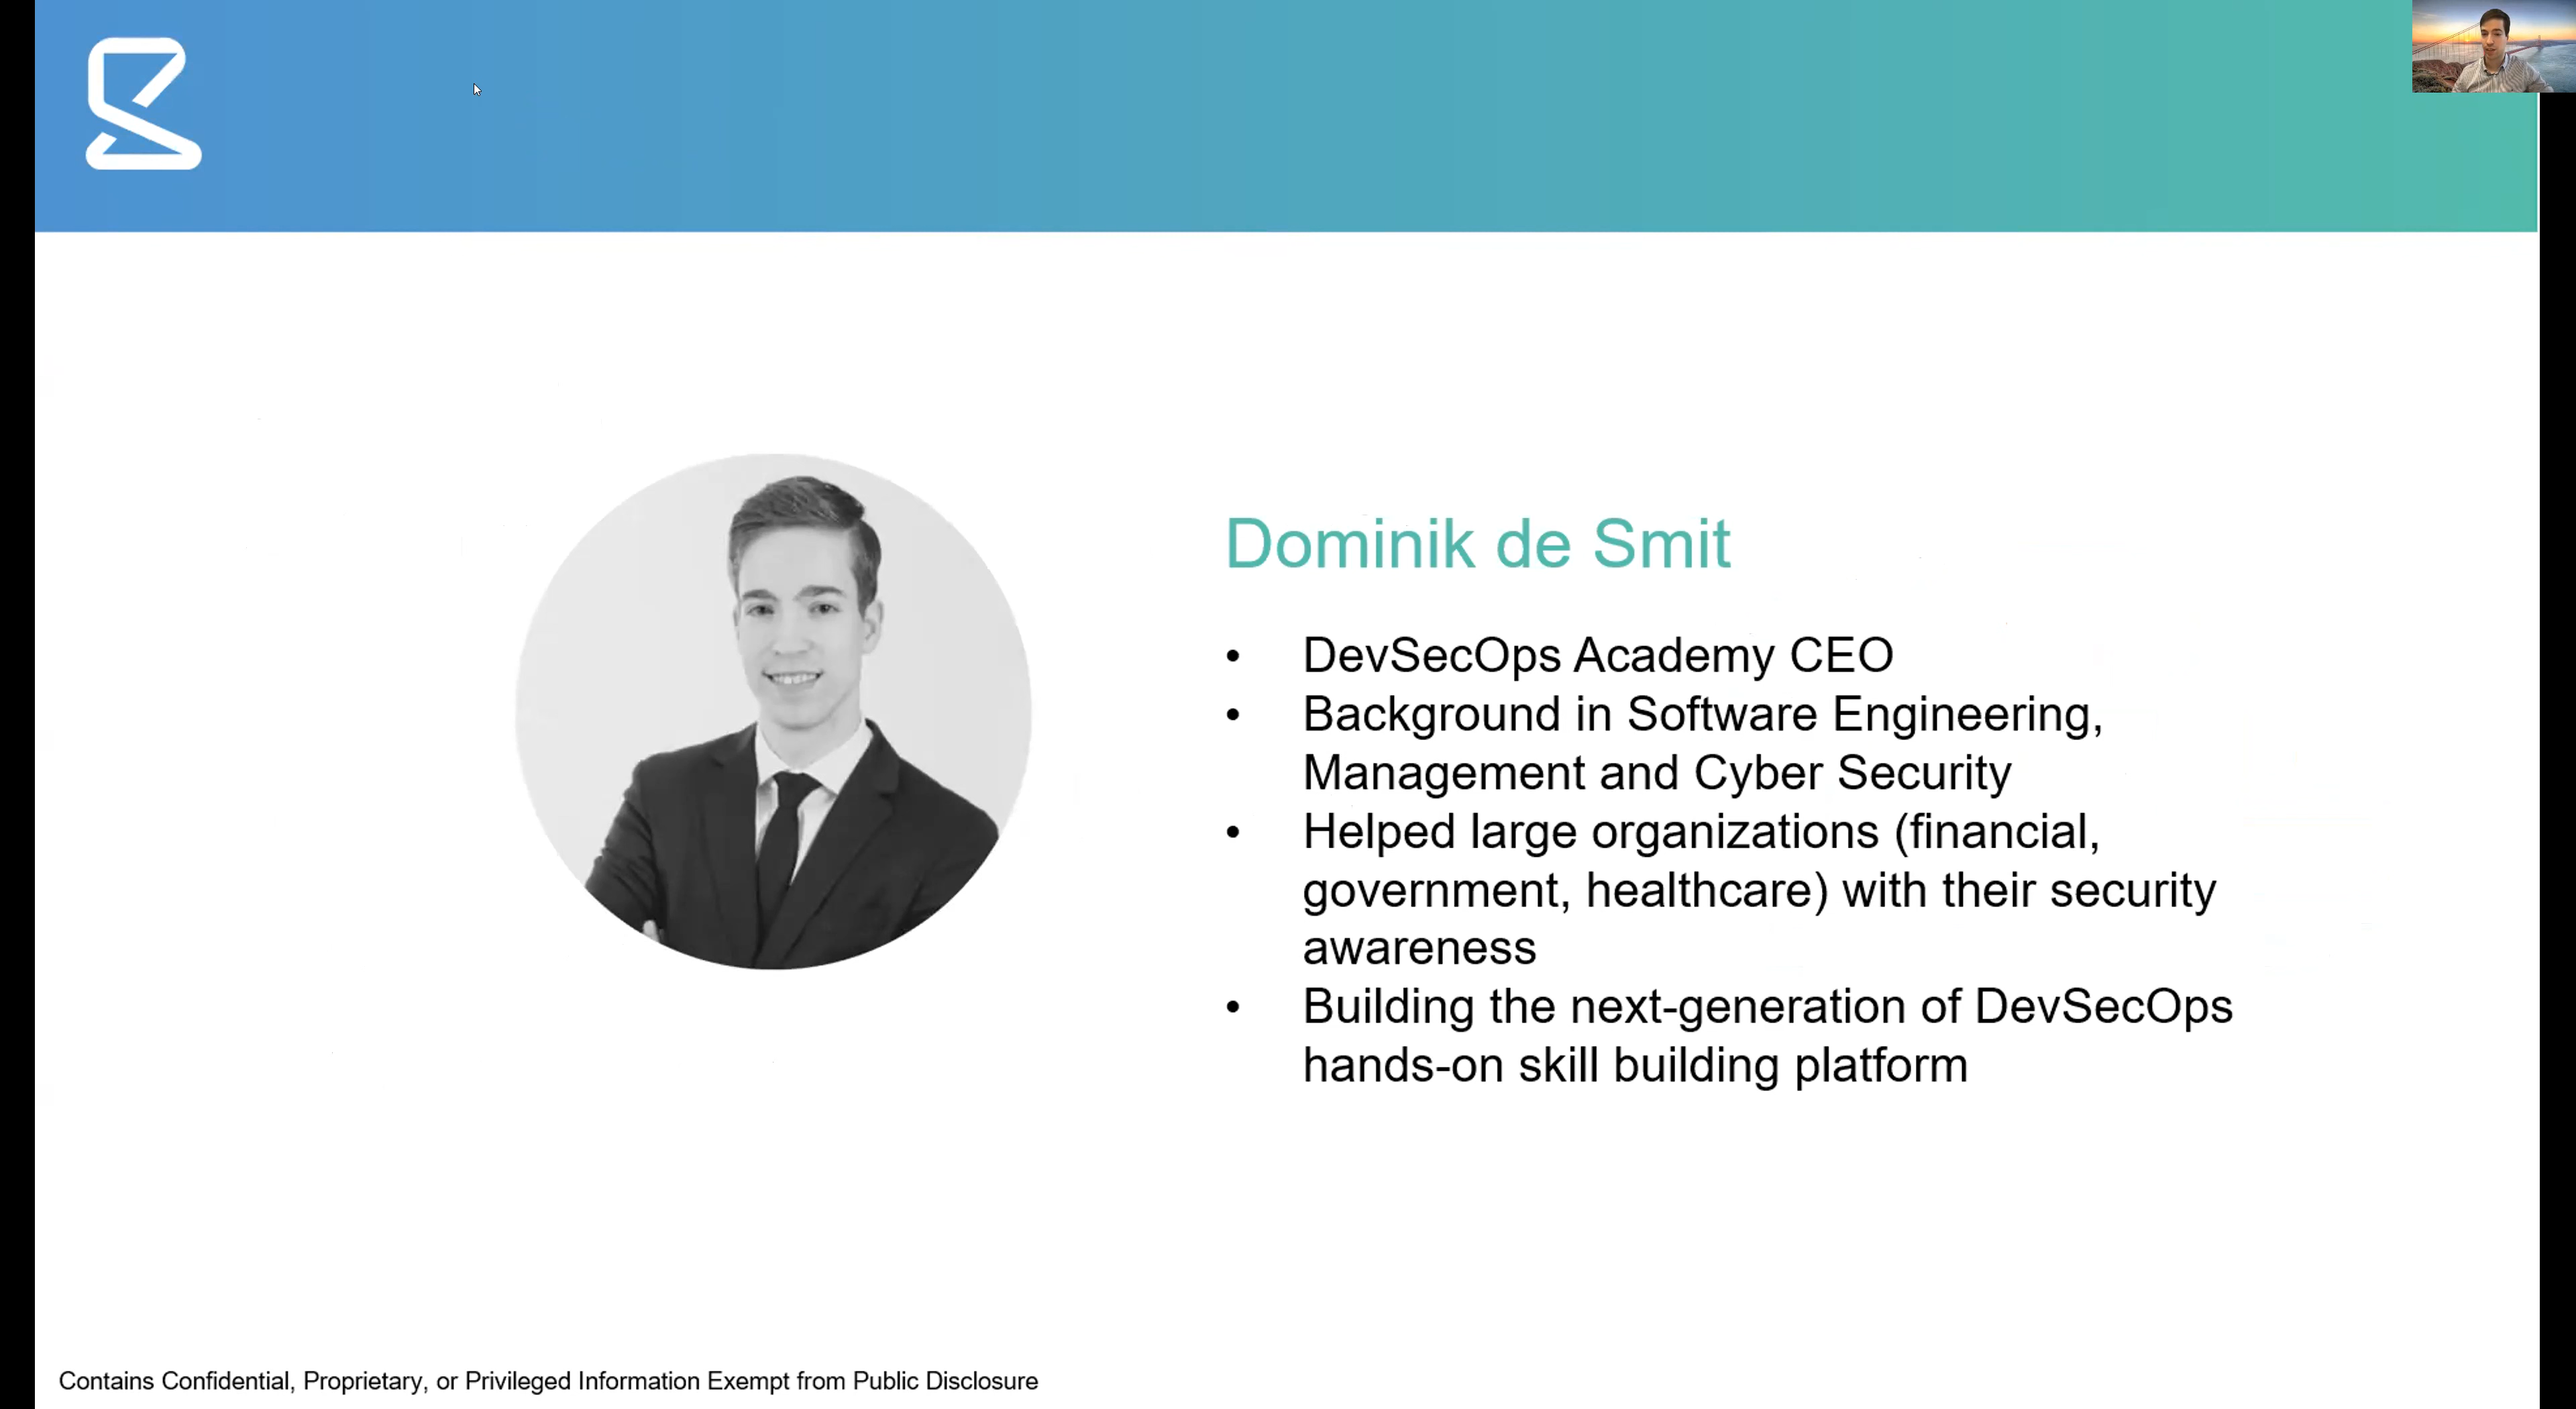 Dominik de Smit
• DevSecOps Academy CEO
• Background in Software Engineering,
Management and Cyber Security
• Helped large organizations (financial,
government, healthcare) with their security
awareness
• Building the next-generation of DevSecOps
hands-on skill building platform
Contains Confidential, Proprietary, or Privileged Information Exempt from Public Disclosure